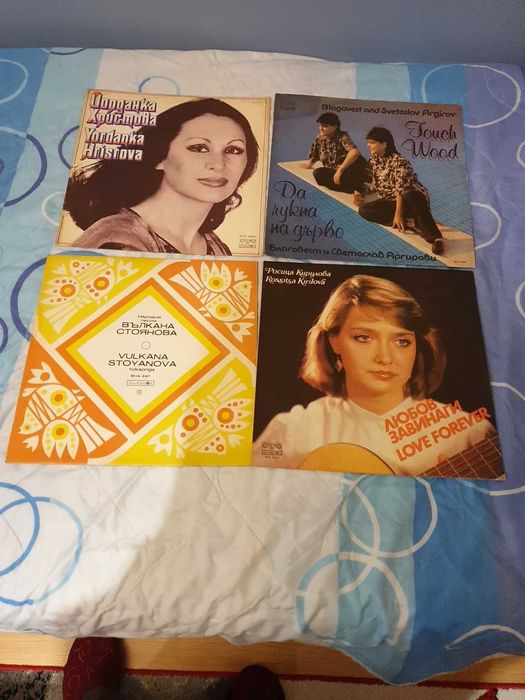 Йорданка
Христова
Yordanka
Hristova
Blagovest and Svetoslav Argirov
Touch
Wood
Да
чукна
на дърво
Благовест и Светослав Аргирови
Народни
песни
ВЪЛКАНА
СТОЯНОВА
VULKANA
STOYANOVA
folksongs
Росица Кирилова
Rossitsa Kirilova
ЛЮБОВ
ЗАВИНАГИ
LOVE FOREVER